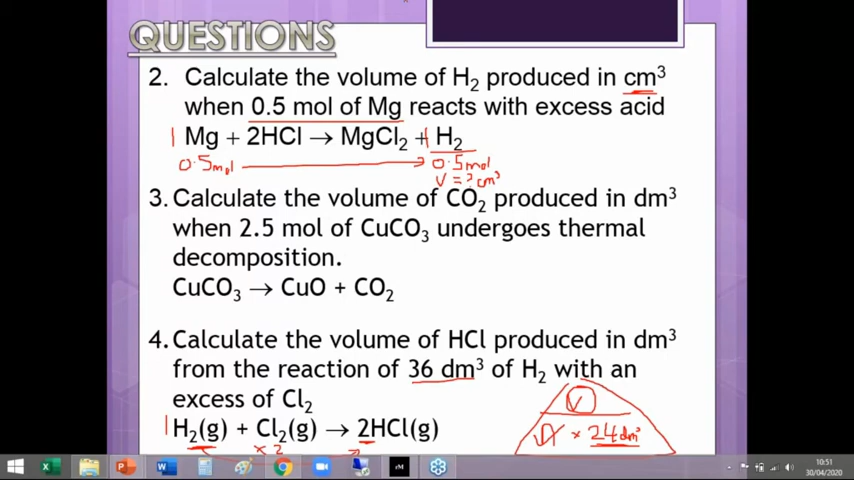 QUESTIONS
2. Calculate the volume of H₂ produced in cm³
when 0.5 mol of Mg reacts with excess acid
1 Mg + 2HCl → MgCl₂ + 1 H₂
0.5mol 0.5mol
V = ? cm³
3. Calculate the volume of CO₂ produced in dm³
when 2.5 mol of CuCO₃ undergoes thermal
decomposition.
CuCO₃ → CuO + CO₂
4. Calculate the volume of HCl produced in dm³
from the reaction of 36 dm³ of H₂ with an
excess of Cl₂
V
1 H₂(g) + Cl₂(g) → 2HCl(g)
n × 24dm³
×2
10:51
30/04/2020